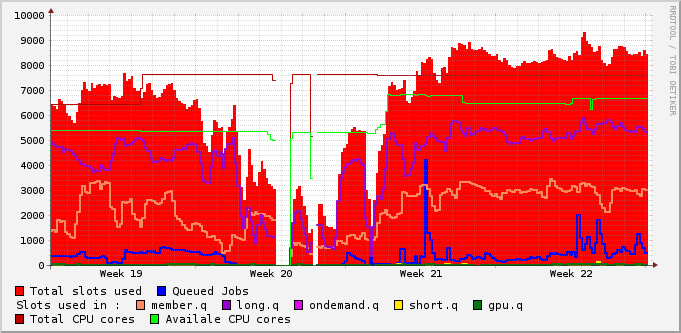 10000
9000
8000
7000
6000
5000
4000
3000
2000
1000
0
Week 19 Week 20 Week 21 Week 22
Total slots used Queued Jobs
Slots used in : member.q long.q ondemand.q short.q gpu.q
Total CPU cores Availale CPU cores
RRDTOOL / TOBI OETIKER